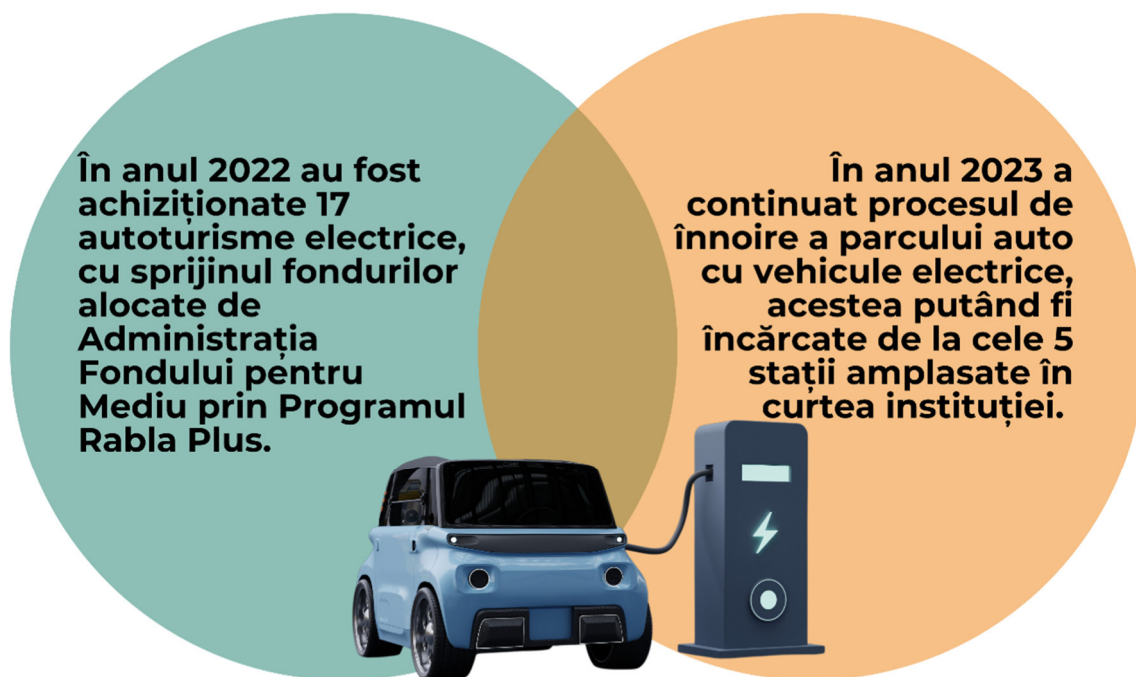 În anul 2022 au fost
achiziționate 17
autoturisme electrice,
cu sprijinul fondurilor
alocate de
Administrația
Fondului pentru
Mediu prin Programul
Rabla Plus.
În anul 2023 a
continuat procesul de
înnoire a parcului auto
cu vehicule electrice,
acestea putând fi
încărcate de la cele 5
stații amplasate în
curtea instituției.